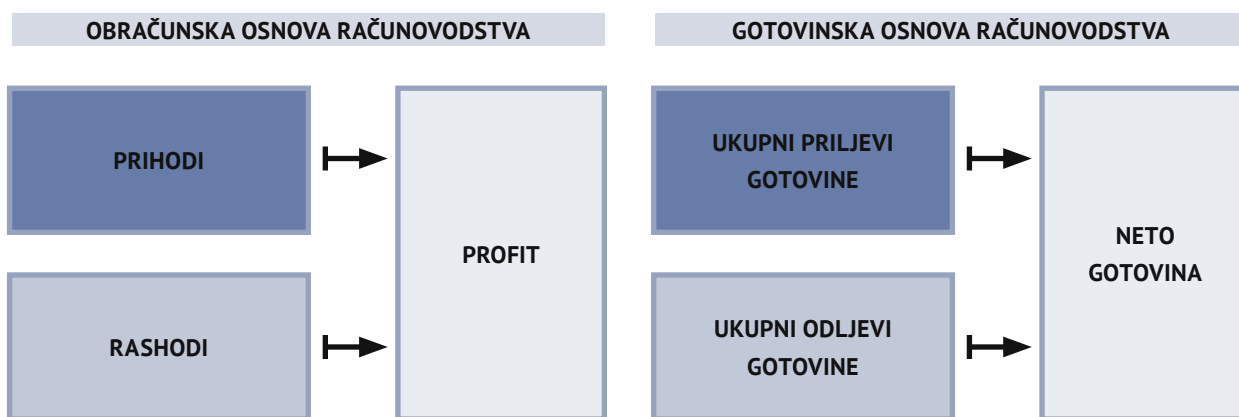 OBRAČUNSKA OSNOVA RAČUNOVODSTVA
PRIHODI
RASHODI
PROFIT
GOTOVINSKA OSNOVA RAČUNOVODSTVA
UKUPNI PRILJEVI
GOTOVINE
UKUPNI ODLJEVI
GOTOVINE
NETO
GOTOVINA